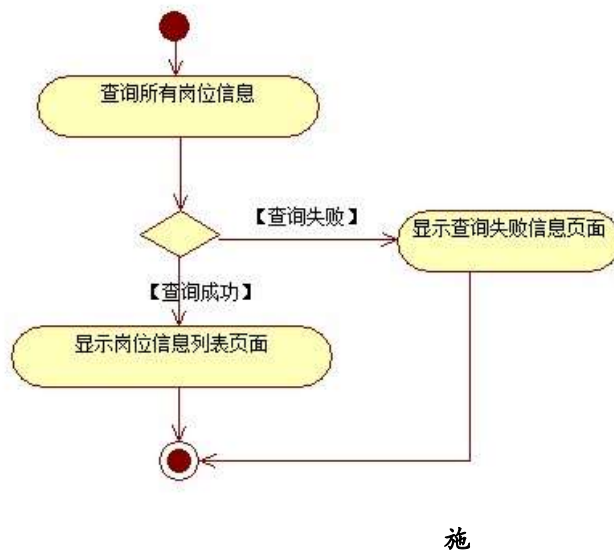 查询所有岗位信息
【查询失败】
显示查询失败信息页面
【查询成功】
显示岗位信息列表页面
施